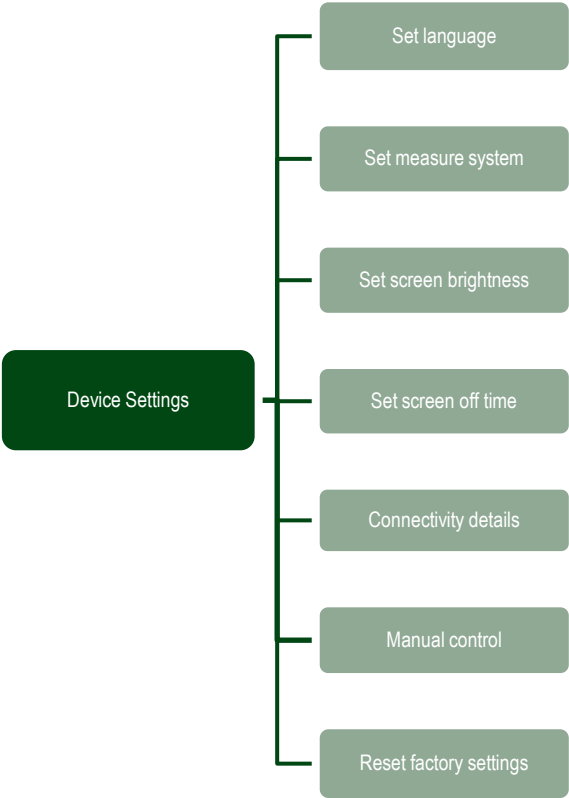 Set language
Set measure system
Set screen brightness
Device Settings
Set screen off time
Connectivity details
Manual control
Reset factory settings